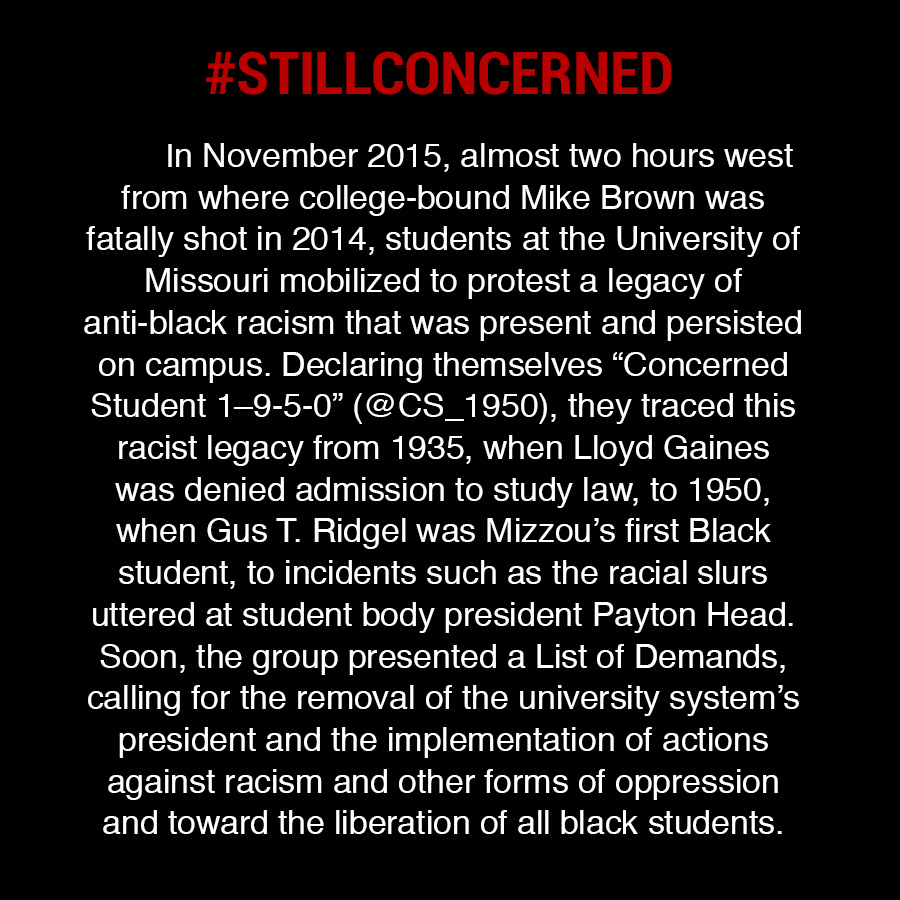 #STILLCONCERNED
In November 2015, almost two hours west
from where college-bound Mike Brown was
fatally shot in 2014, students at the University of
Missouri mobilized to protest a legacy of
anti-black racism that was present and persisted
on campus. Declaring themselves “Concerned
Student 1–9-5-0” (@CS_1950), they traced this
racist legacy from 1935, when Lloyd Gaines
was denied admission to study law, to 1950,
when Gus T. Ridgel was Mizzou’s first Black
student, to incidents such as the racial slurs
uttered at student body president Payton Head.
Soon, the group presented a List of Demands,
calling for the removal of the university system’s
president and the implementation of actions
against racism and other forms of oppression
and toward the liberation of all black students.